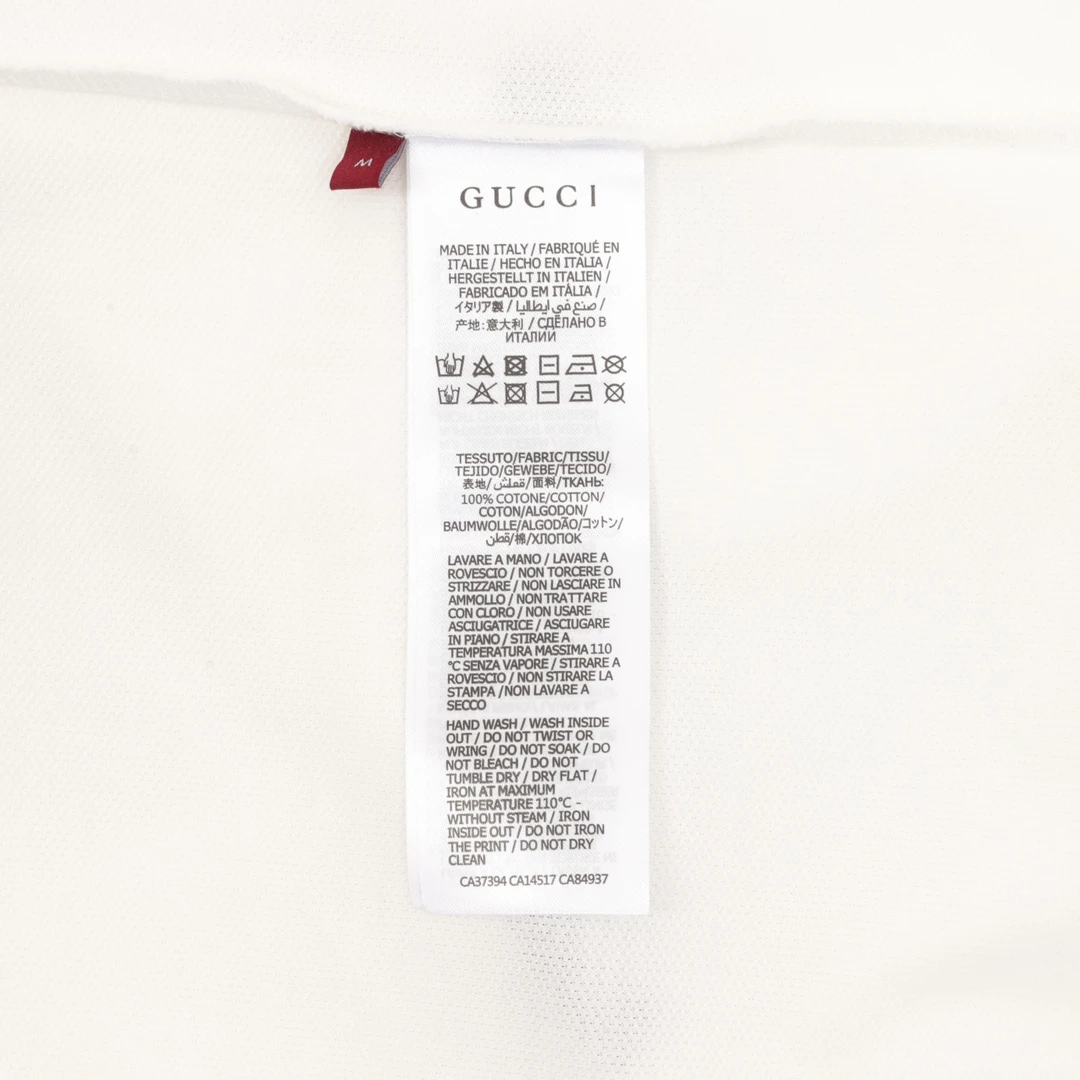 M
GUCCI
MADE IN ITALY / FABRIQUÉ EN
ITALIE / HECHO EN ITALIA /
HERGESTELLT IN ITALIEN /
FABRICADO EM ITÁLIA /
イタリア製 / صنع في ايطاليا /
产地:意大利 / СДЕЛАНО В
ИТАЛИИ
TESSUTO/FABRIC/TISSU/
TEJIDO/GEWEBE/TECIDO/
表地/قماش/面料/ТКАНЬ:
100% COTONE/COTTON/
COTON/ALGODON/
BAUMWOLLE/ALGODÃO/コットン/
قطن/棉/ХЛОПОК
LAVARE A MANO / LAVARE A
ROVESCIO / NON TORCERE O
STRIZZARE / NON LASCIARE IN
AMMOLLO / NON TRATTARE
CON CLORO / NON USARE
ASCIUGATRICE / ASCIUGARE
IN PIANO / STIRARE A
TEMPERATURA MASSIMA 110
°C SENZA VAPORE / STIRARE A
ROVESCIO / NON STIRARE LA
STAMPA /NON LAVARE A
SECCO
HAND WASH / WASH INSIDE
OUT / DO NOT TWIST OR
WRING / DO NOT SOAK / DO
NOT BLEACH / DO NOT
TUMBLE DRY / DRY FLAT /
IRON AT MAXIMUM
TEMPERATURE 110°C -
WITHOUT STEAM / IRON
INSIDE OUT / DO NOT IRON
THE PRINT / DO NOT DRY
CLEAN
CA37394 CA14517 CA84937